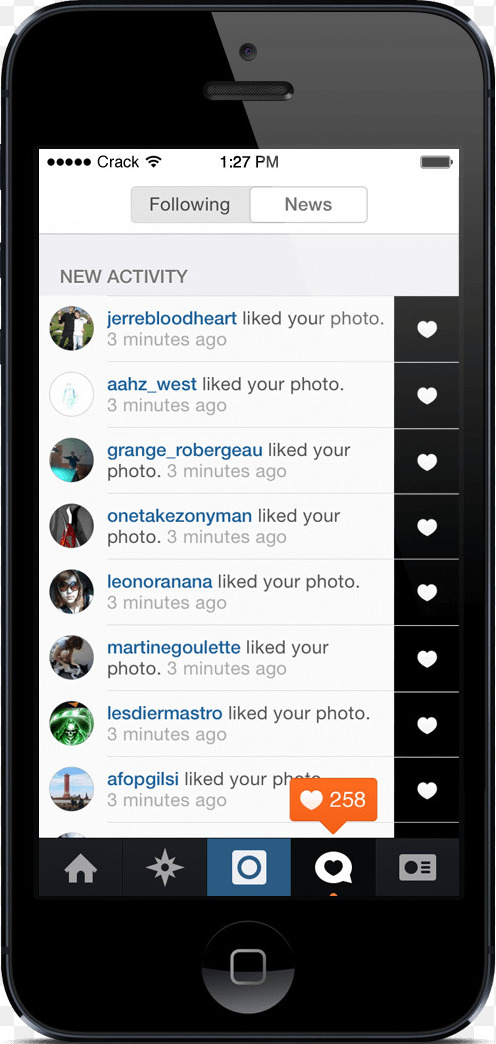 Crack 1:27 PM
Following News
NEW ACTIVITY
jerrebloodheart liked your photo.
3 minutes ago
aahz_west liked your photo.
3 minutes ago
grange_robergeau liked your
photo. 3 minutes ago
onetakezonyman liked your
photo. 3 minutes ago
leonoranana liked your photo.
3 minutes ago
martinegoulette liked your
photo. 3 minutes ago
lesdiermastro liked your photo.
3 minutes ago
afopgilsi liked your photo.
3 minutes ago
258